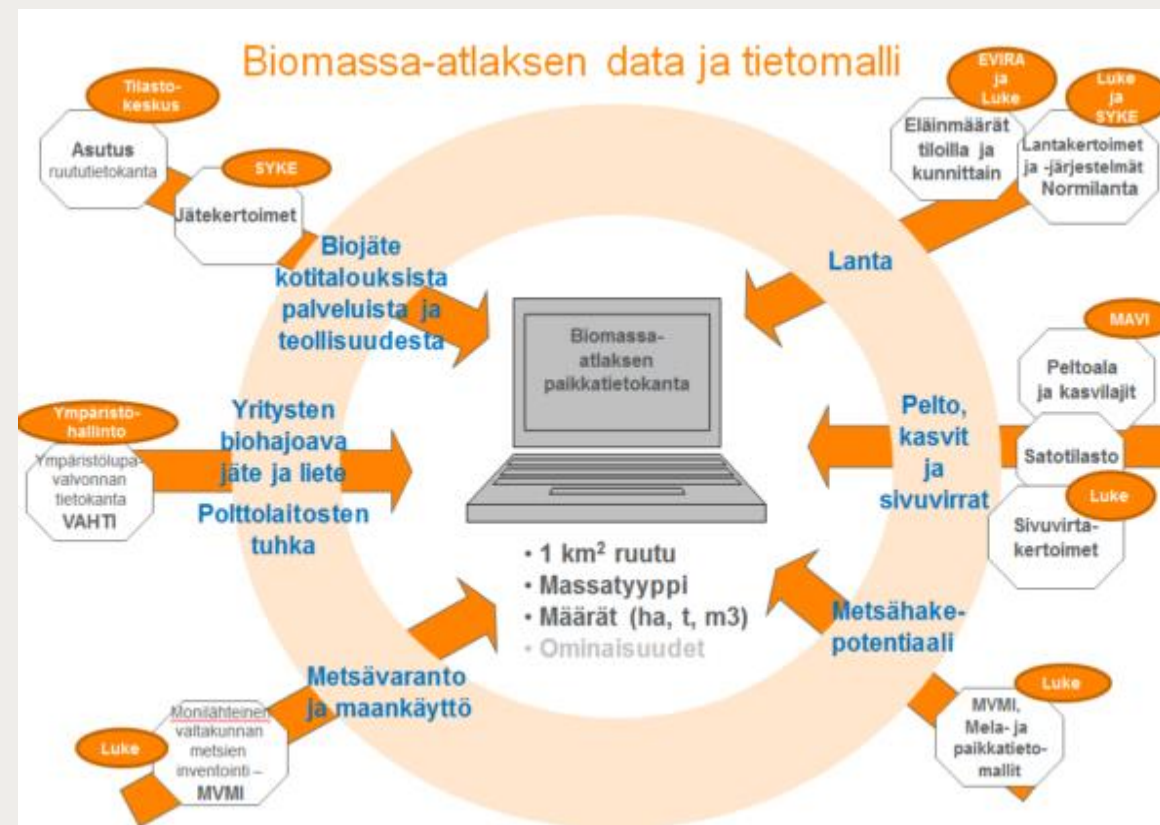 Biomassa-atlaksen data ja tietomalli
Tilasto-
keskus
Asutus
ruututietokanta
SYKE
Jätekertoimet
Biojäte
kotitalouksista
palveluista ja
teollisuudesta
EVIRA
ja
Luke
Eläinmäärät
tiloilla ja
kunnittain
Luke
ja
SYKE
Lantakertoimet
ja -järjestelmät
Normilanta
Lanta
Biomassa-
atlaksen
paikkatietokanta
MAVI
Peltoala
ja kasvilajit
Satotilasto
Luke
Sivuvirta-
kertoimet
Pelto,
kasvit
ja
sivuvirrat
Ympäristö-
hallinto
Ympäristölupa-
valvonnan
tietokanta
VAHTI
Yritysten
biohajoava
jäte ja liete
Polttolaitosten
tuhka
• 1 km² ruutu
• Massatyyppi
• Määrät (ha, t, m3)
• Ominaisuudet
Metsähake-
potentiaali
Luke
MVMI,
Mela- ja
paikkatieto-
mallit
Metsävaranto
ja maankäyttö
Luke
Monilähteinen
valtakunnan
metsien
inventointi –
MVMI